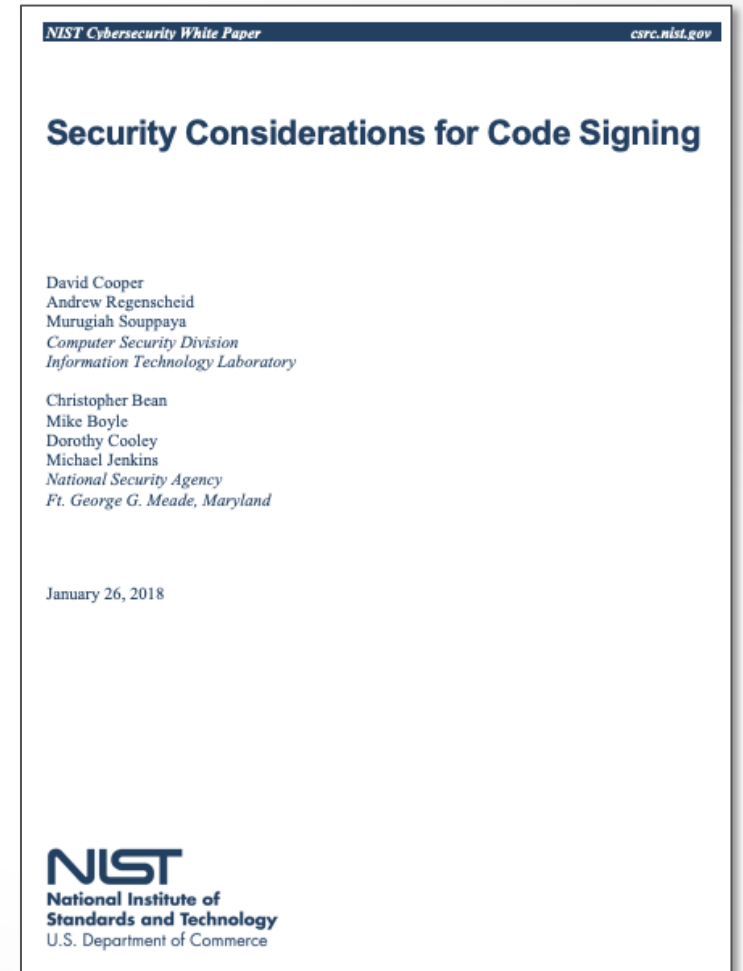 NIST Cybersecurity White Paper
csrc.nist.gov
Security Considerations for Code Signing
David Cooper
Andrew Regenscheid
Murugiah Souppaya
Computer Security Division
Information Technology Laboratory
Christopher Bean
Mike Boyle
Dorothy Cooley
Michael Jenkins
National Security Agency
Ft. George G. Meade, Maryland
January 26, 2018
NIST
National Institute of
Standards and Technology
U.S. Department of Commerce